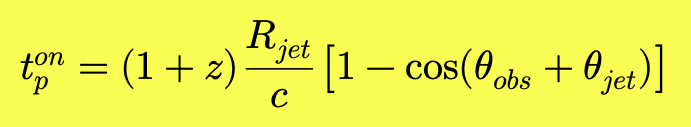 t_p^{on} = (1 + z) \frac{R_{jet}}{c} [1 − cos(θ_{obs} + θ_{jet})]